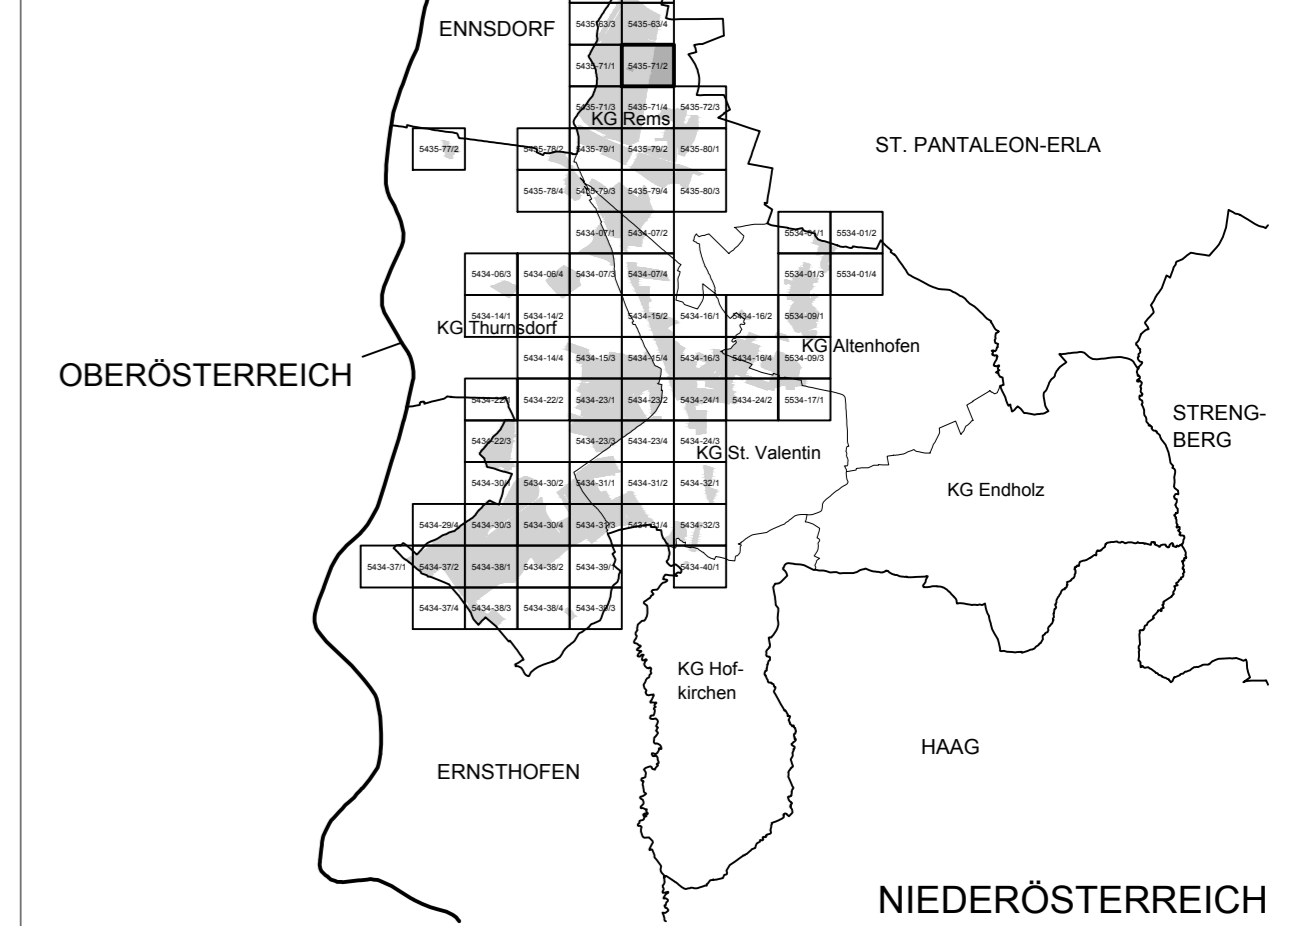 ENNSDORF
5435-63/3 5435-63/4
5435-71/1 5435-71/2
5435-71/3 5435-71/4 5435-72/3
KG Rems
ST. PANTALEON-ERLA
5435-77/2 5435-78/2 5435-79/1 5435-79/2 5435-80/1
5435-78/4 5435-79/3 5435-79/4 5435-80/3
5434-07/1 5434-07/2 5534-01/1 5534-01/2
5434-06/3 5434-06/4 5434-07/3 5434-07/4 5534-01/3 5534-01/4
5434-14/1 5434-14/2 5434-15/2 5434-16/1 5434-16/2 5534-09/1
KG Thurnsdorf
KG Altenhofen
5434-14/4 5434-15/3 5434-15/4 5434-16/3 5434-16/4 5534-09/3
OBERÖSTERREICH
5434-22/1 5434-22/2 5434-23/1 5434-23/2 5434-24/1 5434-24/2 5534-17/1
STRENG-
BERG
5434-22/3 5434-23/3 5434-23/4 5434-24/3
KG St. Valentin
5434-30/1 5434-30/2 5434-31/1 5434-31/2 5434-32/1
KG Endholz
5434-29/4 5434-30/3 5434-30/4 5434-31/3 5434-31/4 5434-32/3
5434-37/1 5434-37/2 5434-38/1 5434-38/2 5434-39/1 5434-40/1
5434-37/4 5434-38/3 5434-38/4 5434-39/3
KG Hof-
kirchen
HAAG
ERNSTHOFEN
NIEDERÖSTERREICH